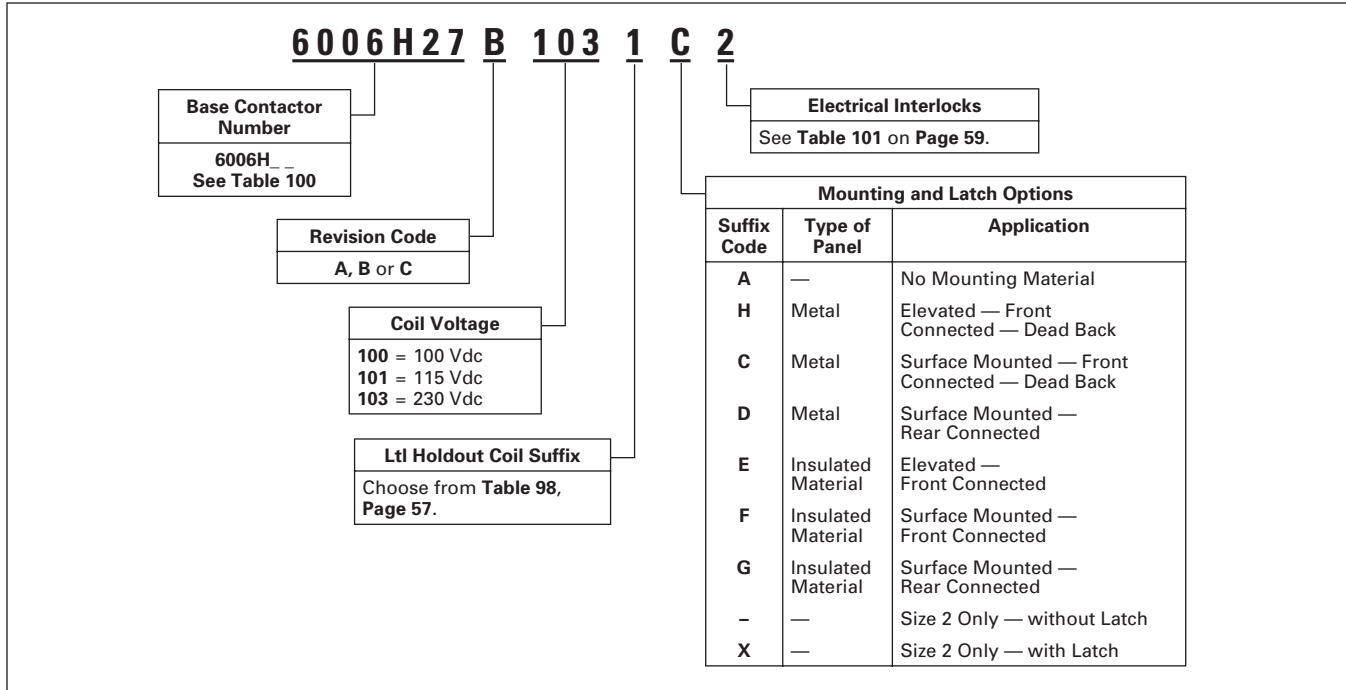 6006H27 B 103 1 C 2
Base Contactor
Number
6006H_ _
See Table 100
Revision Code
A, B or C
Coil Voltage
100 = 100 Vdc
101 = 115 Vdc
103 = 230 Vdc
Ltl Holdout Coil Suffix
Choose from Table 98,
Page 57.
Electrical Interlocks
See Table 101 on Page 59.
Mounting and Latch Options
Suffix Code Type of Panel Application
A — No Mounting Material
H Metal Elevated — Front
Connected — Dead Back
C Metal Surface Mounted — Front
Connected — Dead Back
D Metal Surface Mounted —
Rear Connected
E Insulated Material Elevated —
Front Connected
F Insulated Material Surface Mounted —
Front Connected
G Insulated Material Surface Mounted —
Rear Connected
– — Size 2 Only — without Latch
X — Size 2 Only — with Latch